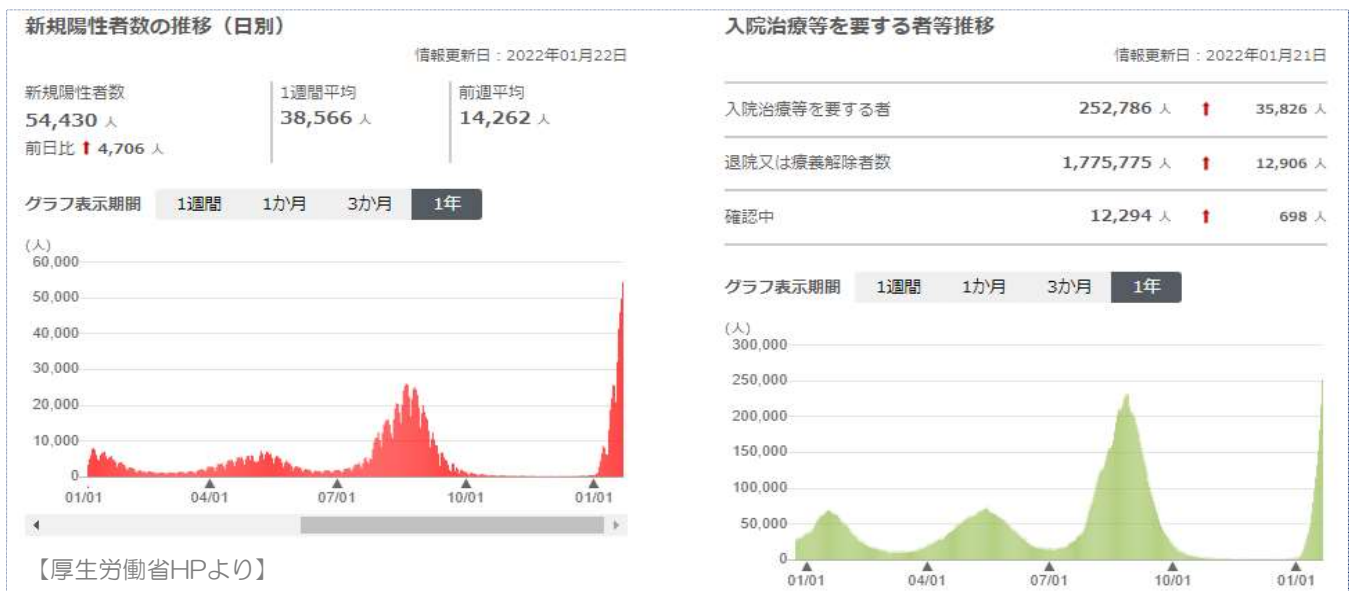 新規陽性者数の推移（日別）
情報更新日：2022年01月22日
新規陽性者数
54,430 人
前日比 ⬆ 4,706 人
1週間平均
38,566 人
前週平均
14,262 人
グラフ表示期間 1週間 1か月 3か月 1年
(人)
60,000
50,000
40,000
30,000
20,000
10,000
0
01/01 04/01 07/01 10/01 01/01
【厚生労働省HPより】
入院治療等を要する者等推移
情報更新日：2022年01月21日
入院治療等を要する者 252,786 人 ⬆ 35,826 人
退院又は療養解除者数 1,775,775 人 ⬆ 12,906 人
確認中 12,294 人 ⬆ 698 人
グラフ表示期間 1週間 1か月 3か月 1年
(人)
300,000
250,000
200,000
150,000
100,000
50,000
0
01/01 04/01 07/01 10/01 01/01